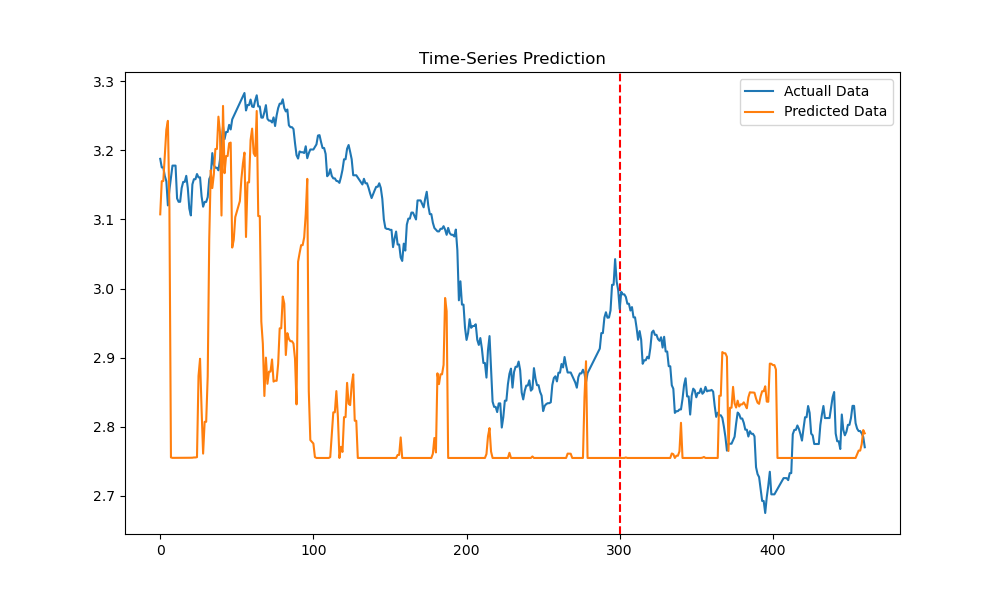 Time-Series Prediction
Actuall Data
Predicted Data
3.3
3.2
3.1
3.0
2.9
2.8
2.7
0 100 200 300 400